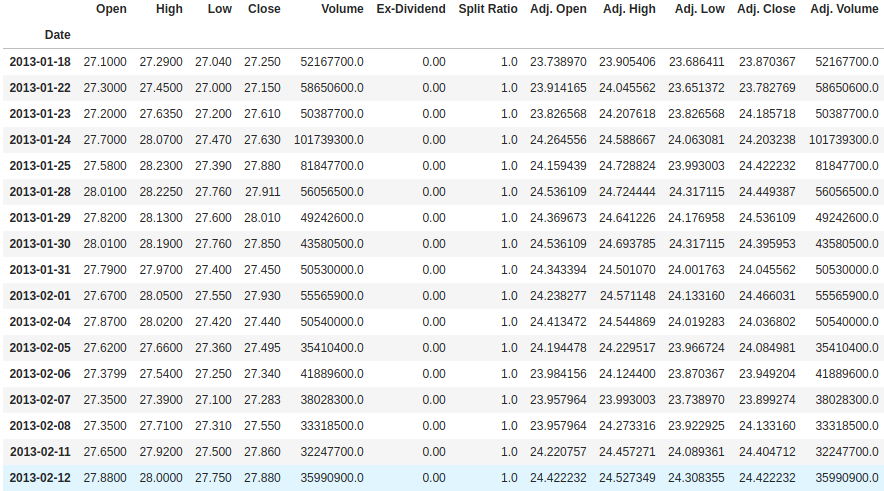 Open High Low Close Volume Ex-Dividend Split Ratio Adj. Open Adj. High Adj. Low Adj. Close Adj. Volume
Date
2013-01-18 27.1000 27.2900 27.040 27.250 52167700.0 0.00 1.0 23.738970 23.905406 23.686411 23.870367 52167700.0
2013-01-22 27.3000 27.4500 27.000 27.150 58650600.0 0.00 1.0 23.914165 24.045562 23.651372 23.782769 58650600.0
2013-01-23 27.2000 27.6350 27.200 27.610 50387700.0 0.00 1.0 23.826568 24.207618 23.826568 24.185718 50387700.0
2013-01-24 27.7000 28.0700 27.470 27.630 101739300.0 0.00 1.0 24.264556 24.588667 24.063081 24.203238 101739300.0
2013-01-25 27.5800 28.2300 27.390 27.880 81847700.0 0.00 1.0 24.159439 24.728824 23.993003 24.422232 81847700.0
2013-01-28 28.0100 28.2250 27.760 27.911 56056500.0 0.00 1.0 24.536109 24.724444 24.317115 24.449387 56056500.0
2013-01-29 27.8200 28.1300 27.600 28.010 49242600.0 0.00 1.0 24.369673 24.641226 24.176958 24.536109 49242600.0
2013-01-30 28.0100 28.1900 27.760 27.850 43580500.0 0.00 1.0 24.536109 24.693785 24.317115 24.395953 43580500.0
2013-01-31 27.7900 27.9700 27.400 27.450 50530000.0 0.00 1.0 24.343394 24.501070 24.001763 24.045562 50530000.0
2013-02-01 27.6700 28.0500 27.550 27.930 55565900.0 0.00 1.0 24.238277 24.571148 24.133160 24.466031 55565900.0
2013-02-04 27.8700 28.0200 27.420 27.440 50540000.0 0.00 1.0 24.413472 24.544869 24.019283 24.036802 50540000.0
2013-02-05 27.6200 27.6600 27.360 27.495 35410400.0 0.00 1.0 24.194478 24.229517 23.966724 24.084981 35410400.0
2013-02-06 27.3799 27.5400 27.250 27.340 41889600.0 0.00 1.0 23.984156 24.124400 23.870367 23.949204 41889600.0
2013-02-07 27.3500 27.3900 27.100 27.283 38028300.0 0.00 1.0 23.957964 23.993003 23.738970 23.899274 38028300.0
2013-02-08 27.3500 27.7100 27.310 27.550 33318500.0 0.00 1.0 23.957964 24.273316 23.922925 24.133160 33318500.0
2013-02-11 27.6500 27.9200 27.500 27.860 32247700.0 0.00 1.0 24.220757 24.457271 24.089361 24.404712 32247700.0
2013-02-12 27.8800 28.0000 27.750 27.880 35990900.0 0.00 1.0 24.422232 24.527349 24.308355 24.422232 35990900.0